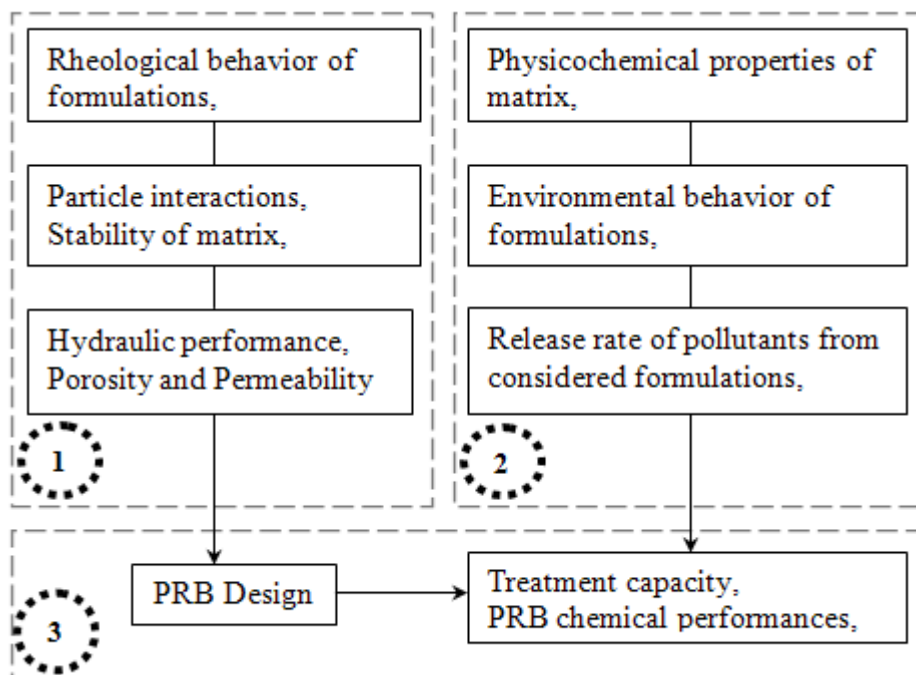 Rheological behavior of
formulations,
Particle interactions,
Stability of matrix,
Hydraulic performance,
Porosity and Permeability
1
Physicochemical properties of
matrix,
Environmental behavior of
formulations,
Release rate of pollutants from
considered formulations,
2
PRB Design
Treatment capacity,
PRB chemical performances,
3